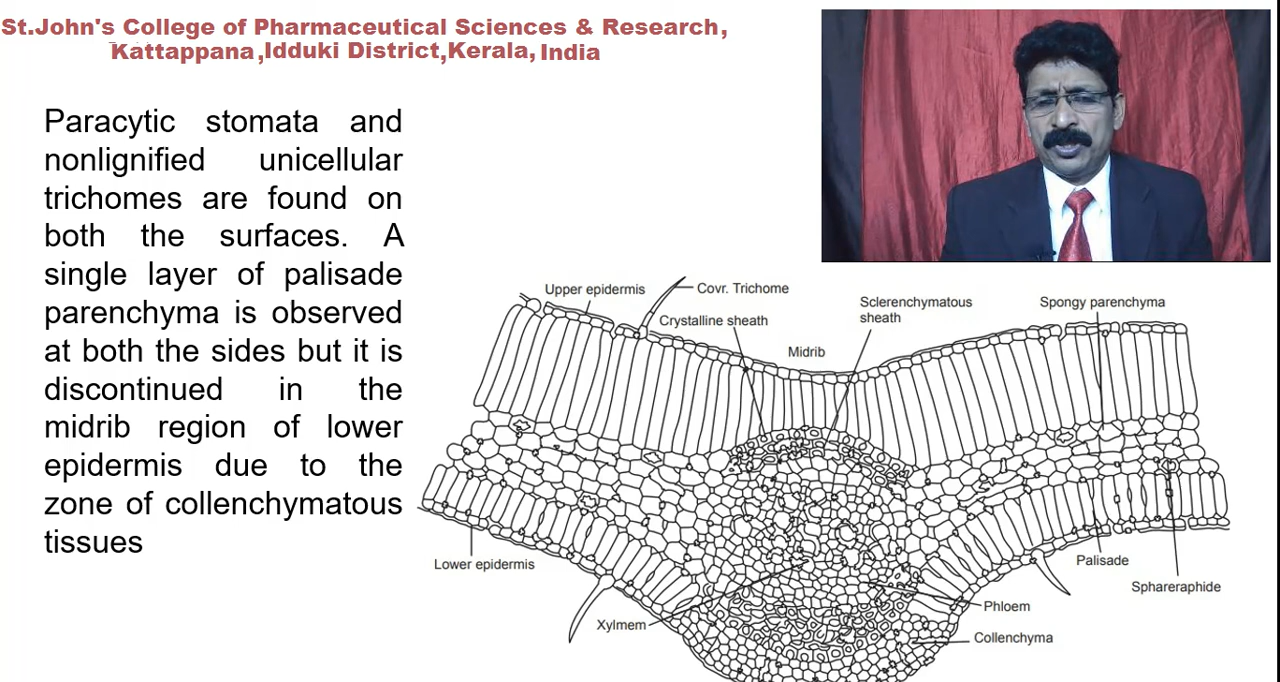 St.John's College of Pharmaceutical Sciences & Research,
Kattappana,Idduki District,Kerala, India
Paracytic stomata and
nonlignified unicellular
trichomes are found on
both the surfaces. A
single layer of palisade
parenchyma is observed
at both the sides but it is
discontinued in the
midrib region of lower
epidermis due to the
zone of collenchymatous
tissues
Upper epidermis
Covr. Trichome
Crystalline sheath
Sclerenchymatous
sheath
Spongy parenchyma
Midrib
Lower epidermis
Palisade
Sphareraphide
Phloem
Xylmem
Collenchyma